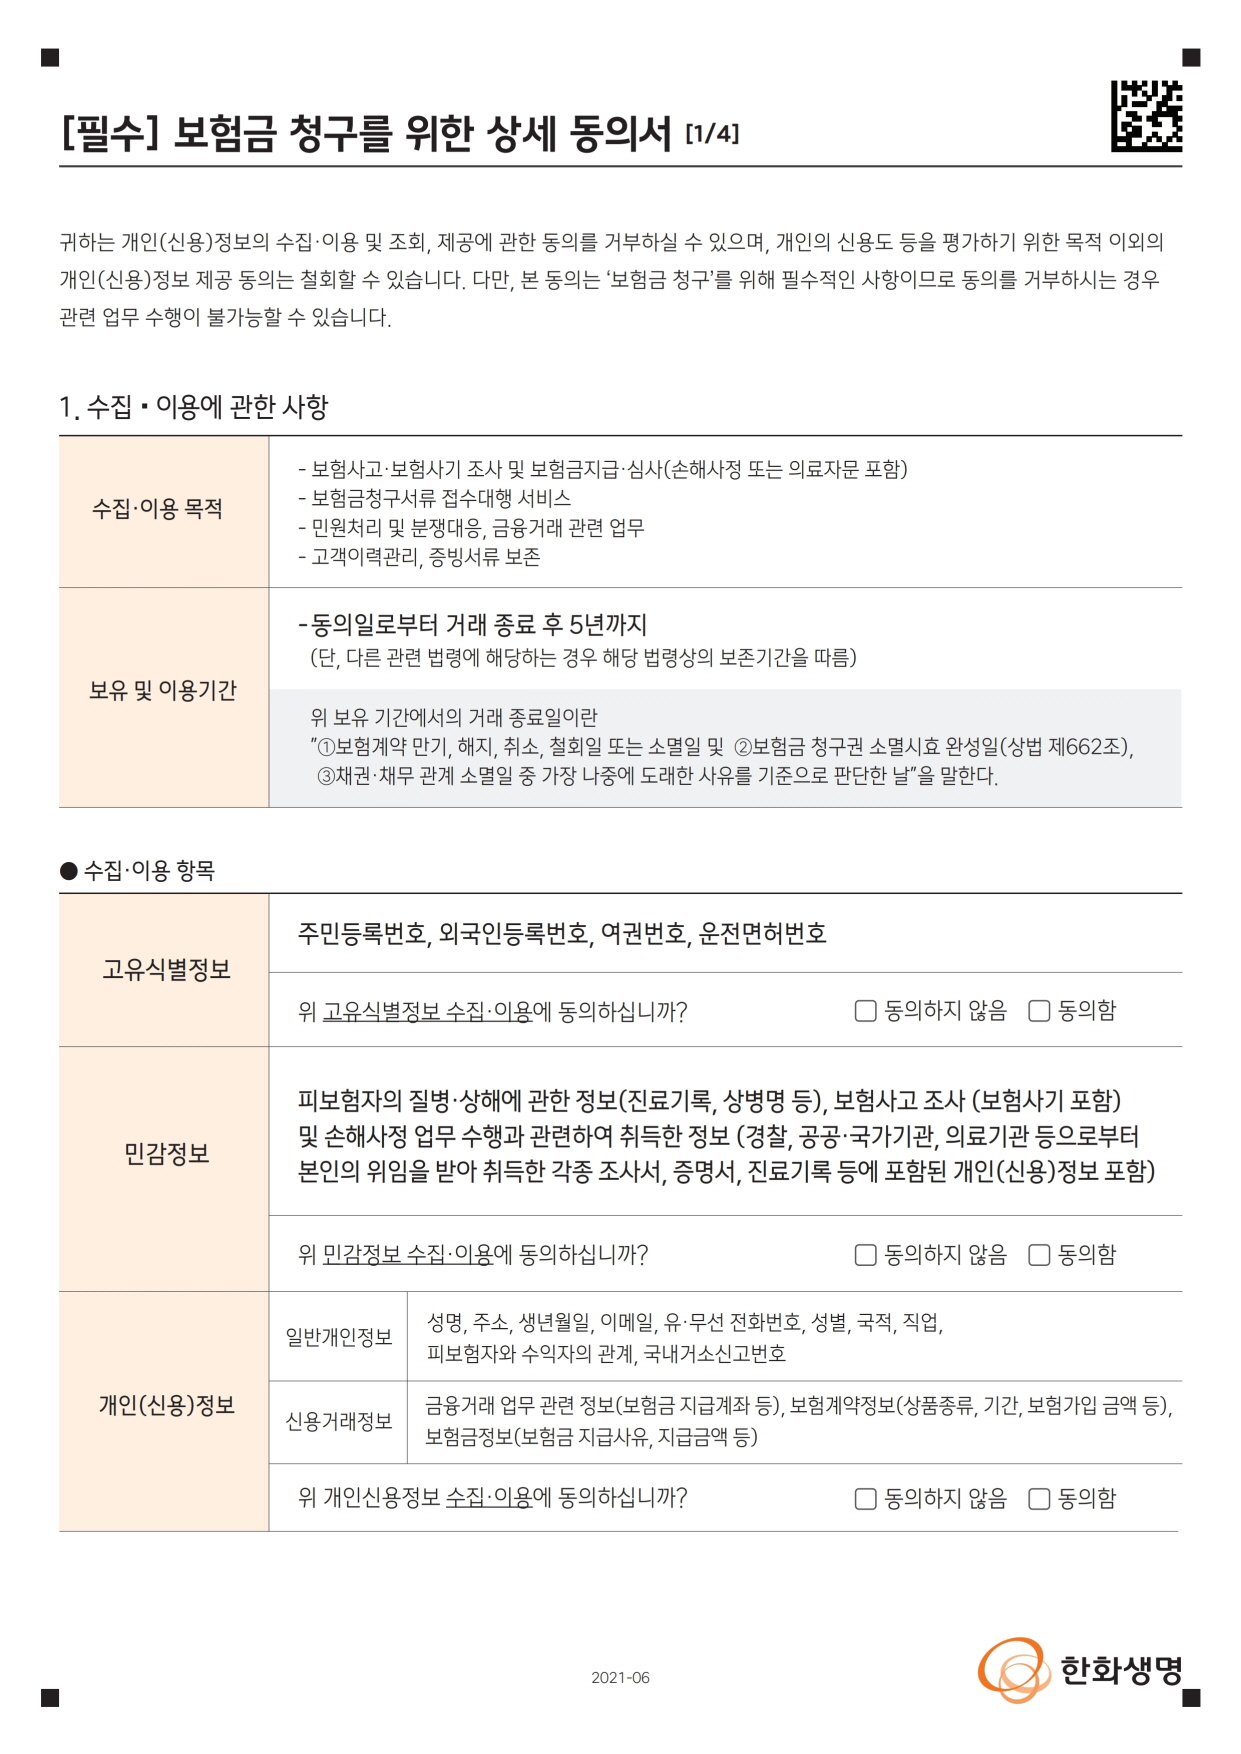 [필수] 보험금 청구를 위한 상세 동의서 [1/4]
귀하는 개인(신용)정보의 수집·이용 및 조회, 제공에 관한 동의를 거부하실 수 있으며, 개인의 신용도 등을 평가하기 위한 목적 이외의
개인(신용)정보 제공 동의는 철회할 수 있습니다. 다만, 본 동의는 ‘보험금 청구’를 위해 필수적인 사항이므로 동의를 거부하시는 경우
관련 업무 수행이 불가능할 수 있습니다.
1. 수집▪이용에 관한 사항
수집·이용 목적
- 보험사고·보험사기 조사 및 보험금지급·심사(손해사정 또는 의료자문 포함)
- 보험금청구서류 접수대행 서비스
- 민원처리 및 분쟁대응, 금융거래 관련 업무
- 고객이력관리, 증빙서류 보존
보유 및 이용기간
-동의일로부터 거래 종료 후 5년까지
(단, 다른 관련 법령에 해당하는 경우 해당 법령상의 보존기간을 따름)
위 보유 기간에서의 거래 종료일이란
"①보험계약 만기, 해지, 취소, 철회일 또는 소멸일 및 ②보험금 청구권 소멸시효 완성일(상법 제662조),
③채권·채무 관계 소멸일 중 가장 나중에 도래한 사유를 기준으로 판단한 날"을 말한다.
● 수집·이용 항목
고유식별정보
주민등록번호, 외국인등록번호, 여권번호, 운전면허번호
위 고유식별정보 수집·이용에 동의하십니까? □ 동의하지 않음 □ 동의함
민감정보
피보험자의 질병·상해에 관한 정보(진료기록, 상병명 등), 보험사고 조사 (보험사기 포함)
및 손해사정 업무 수행과 관련하여 취득한 정보 (경찰, 공공·국가기관, 의료기관 등으로부터
본인의 위임을 받아 취득한 각종 조사서, 증명서, 진료기록 등에 포함된 개인(신용)정보 포함)
위 민감정보 수집·이용에 동의하십니까? □ 동의하지 않음 □ 동의함
개인(신용)정보
일반개인정보
성명, 주소, 생년월일, 이메일, 유·무선 전화번호, 성별, 국적, 직업,
피보험자와 수익자의 관계, 국내거소신고번호
신용거래정보
금융거래 업무 관련 정보(보험금 지급계좌 등), 보험계약정보(상품종류, 기간, 보험가입 금액 등),
보험금정보(보험금 지급사유, 지급금액 등)
위 개인신용정보 수집·이용에 동의하십니까? □ 동의하지 않음 □ 동의함
2021-06
한화생명